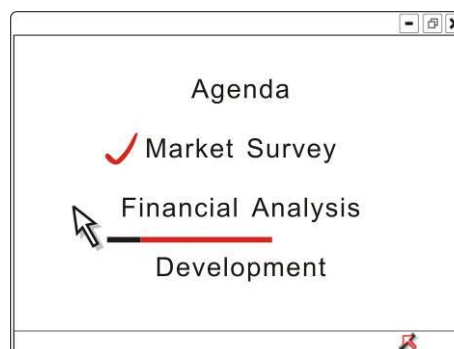 Agenda
Market Survey
Financial Analysis
Development